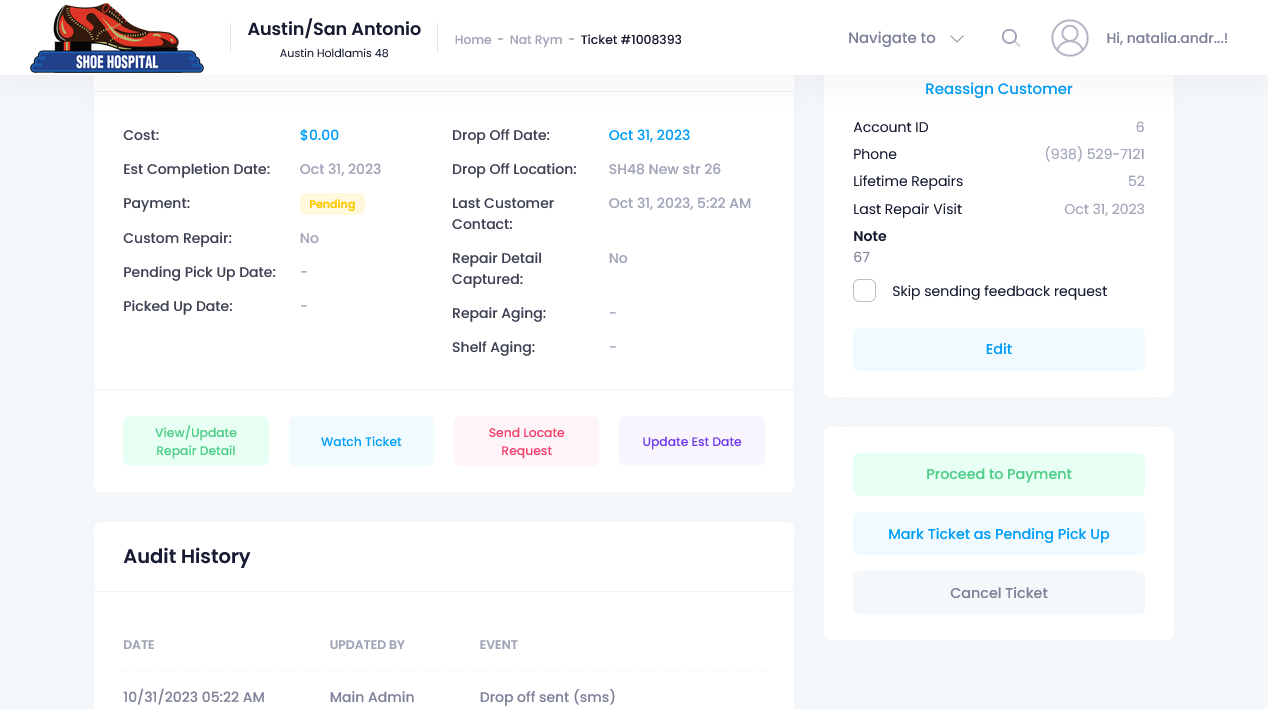 SHOE HOSPITAL
Austin/San Antonio
Austin Holdlamis 48
Home - Nat Rym - Ticket #1008393
Navigate to
Hi, natalia.andr...!
Cost: $0.00
Est Completion Date: Oct 31, 2023
Payment: Pending
Custom Repair: No
Pending Pick Up Date: -
Picked Up Date: -
Drop Off Date: Oct 31, 2023
Drop Off Location: SH48 New str 26
Last Customer Oct 31, 2023, 5:22 AM
Contact:
Repair Detail No
Captured:
Repair Aging: -
Shelf Aging: -
View/Update
Repair Detail
Watch Ticket
Send Locate
Request
Update Est Date
Audit History
DATE UPDATED BY EVENT
10/31/2023 05:22 AM Main Admin Drop off sent (sms)
Reassign Customer
Account ID 6
Phone (938) 529-7121
Lifetime Repairs 52
Last Repair Visit Oct 31, 2023
Note
67
Skip sending feedback request
Edit
Proceed to Payment
Mark Ticket as Pending Pick Up
Cancel Ticket